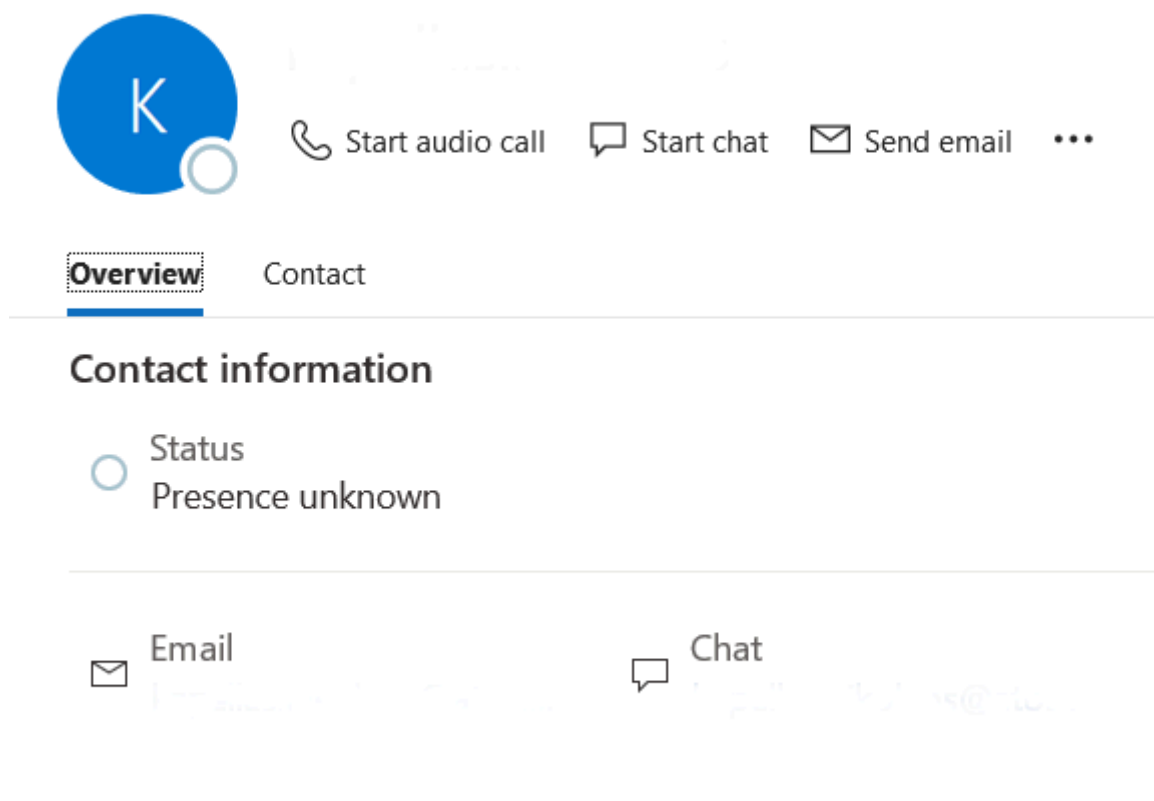 K
Start audio call Start chat Send email •••
Overview Contact
Contact information
Status
Presence unknown
Email Chat